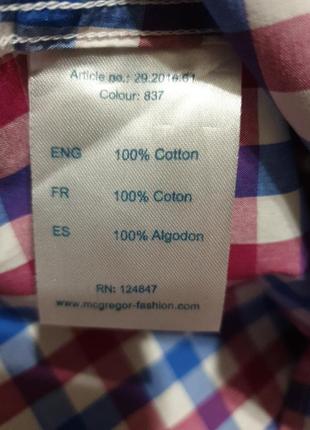 Article no.: 29.2016.61
Colour: 837
ENG 100% Cotton
FR 100% Coton
ES 100% Algodon
RN: 124847
www.mcgregor-fashion.com